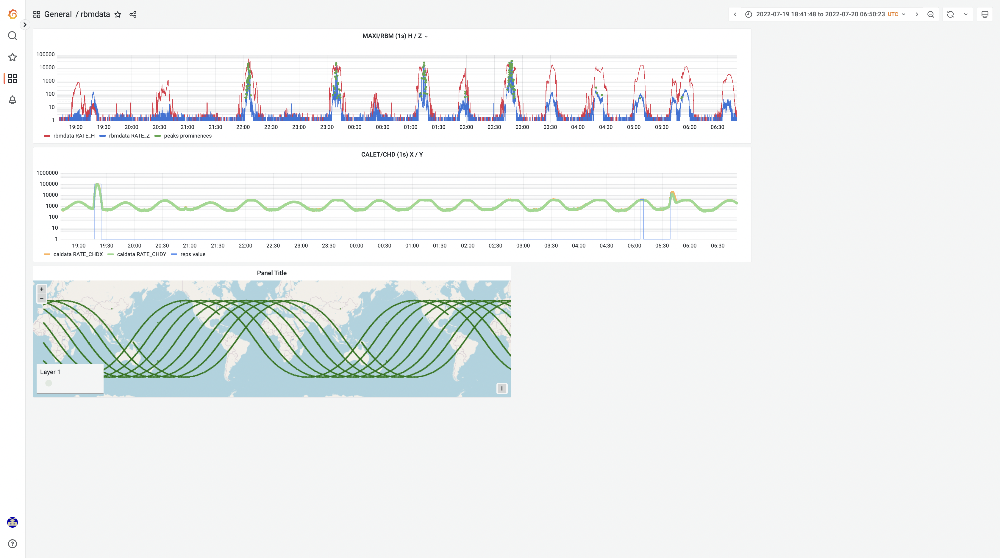 General / rbmdata
2022-07-19 18:41:48 to 2022-07-20 06:50:23 UTC
MAXI/RBM (1s) H / Z
100000
10000
1000
100
10
1
19:00 19:30 20:00 20:30 21:00 21:30 22:00 22:30 23:00 23:30 00:00 00:30 01:00 01:30 02:00 02:30 03:00 03:30 04:00 04:30 05:00 05:30 06:00 06:30
rbmdata RATE_H rbmdata RATE_Z peaks prominences
CALET/CHD (1s) X / Y
1000000
100000
10000
1000
100
10
1
19:00 19:30 20:00 20:30 21:00 21:30 22:00 22:30 23:00 23:30 00:00 00:30 01:00 01:30 02:00 02:30 03:00 03:30 04:00 04:30 05:00 05:30 06:00 06:30
caldata RATE_CHDX caldata RATE_CHDY reps value
Panel Title
+
−
Layer 1
i
?